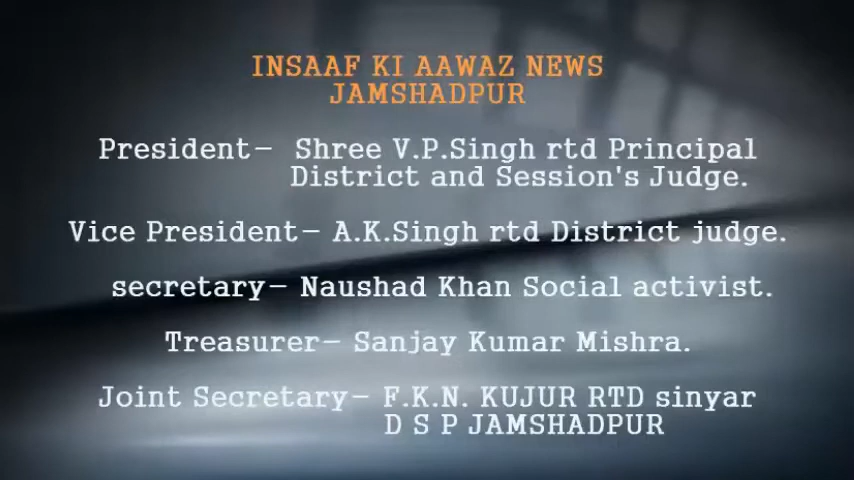 INSAAF KI AAWAZ NEWS
JAMSHADPUR
President- Shree V.P.Singh rtd Principal
District and Session's Judge.
Vice President- A.K.Singh rtd District judge.
secretary- Naushad Khan Social activist.
Treasurer- Sanjay Kumar Mishra.
Joint Secretary- F.K.N. KUJUR RTD sinyar
D S P JAMSHADPUR